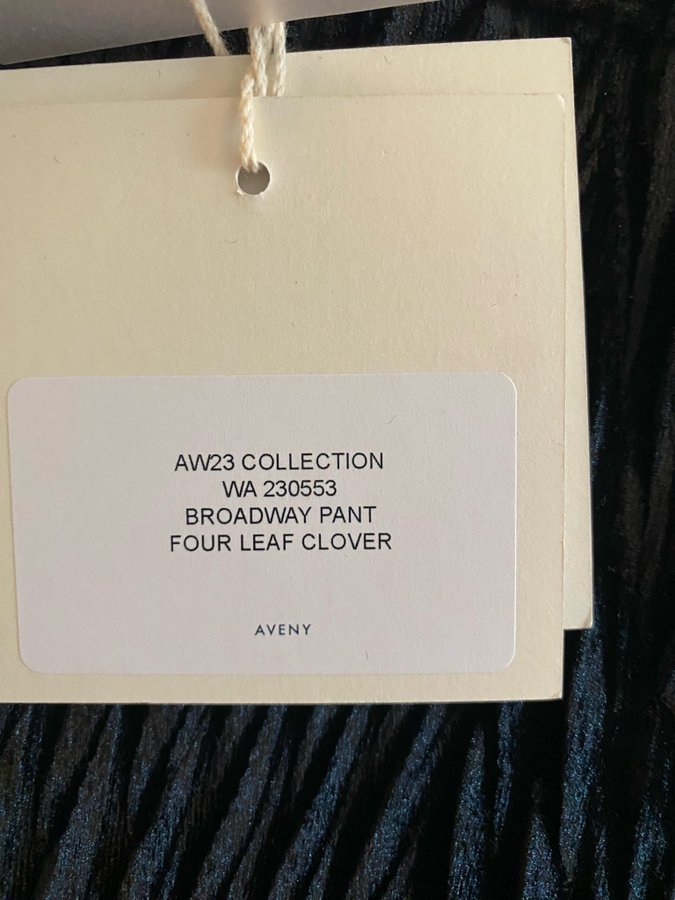 AW23 COLLECTION
WA 230553
BROADWAY PANT
FOUR LEAF CLOVER
AVENY